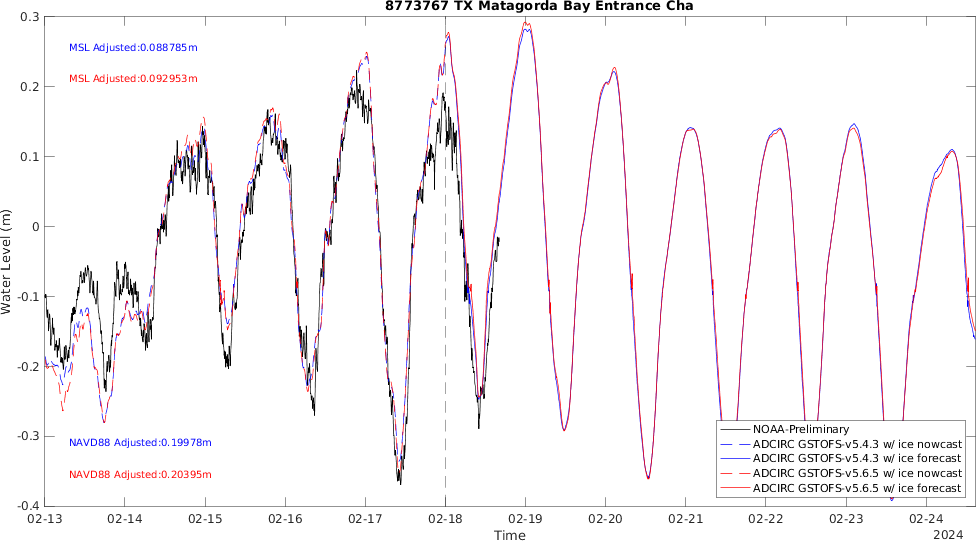 8773767 TX Matagorda Bay Entrance Cha
0.3
MSL Adjusted:0.088785m
MSL Adjusted:0.092953m
0.2
0.1
0
-0.1
-0.2
-0.3
-0.4
Water Level (m)
NAVD88 Adjusted:0.19978m
NAVD88 Adjusted:0.20395m
NOAA-Preliminary
ADCIRC GSTOFS-v5.4.3 w/ ice nowcast
ADCIRC GSTOFS-v5.4.3 w/ ice forecast
ADCIRC GSTOFS-v5.6.5 w/ ice nowcast
ADCIRC GSTOFS-v5.6.5 w/ ice forecast
02-13 02-14 02-15 02-16 02-17 02-18 02-19 02-20 02-21 02-22 02-23 02-24
Time
2024